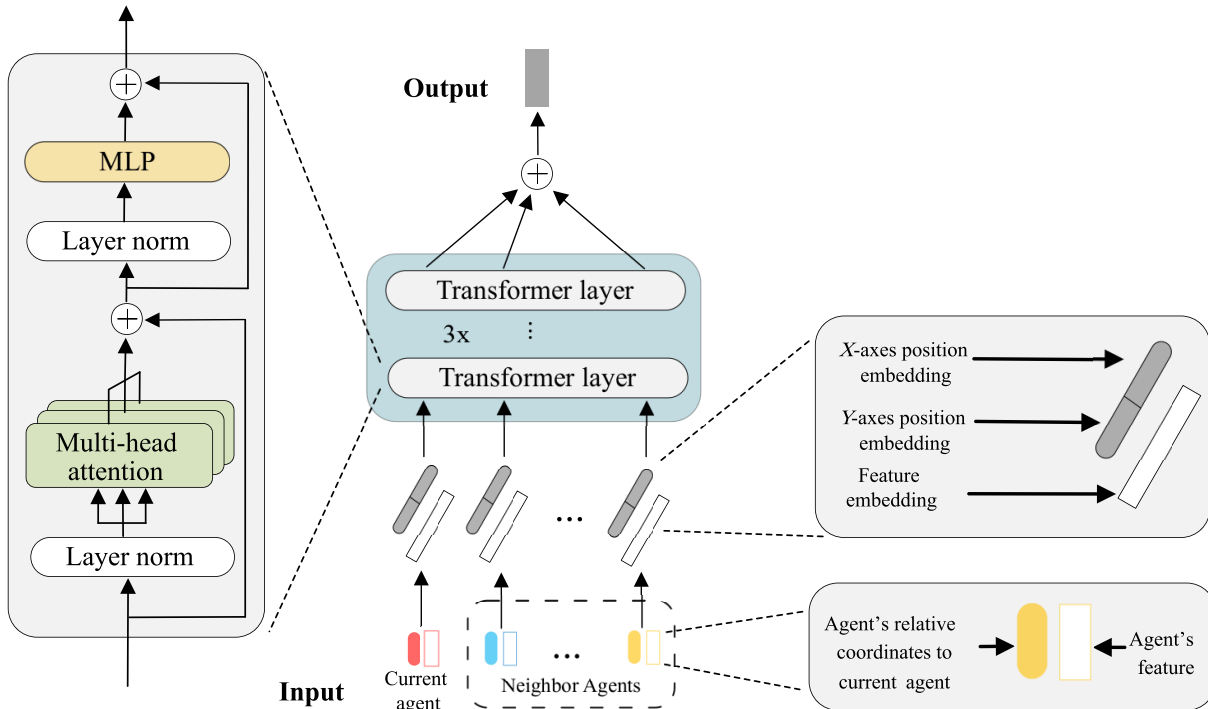 MLP
Layer norm
Multi-head
attention
Layer norm
Output
Transformer layer
3x
Transformer layer
X-axes position
embedding
Y-axes position
embedding
Feature
embedding
Input
Current
agent
Neighbor Agents
Agent's relative
coordinates to
current agent
Agent's
feature